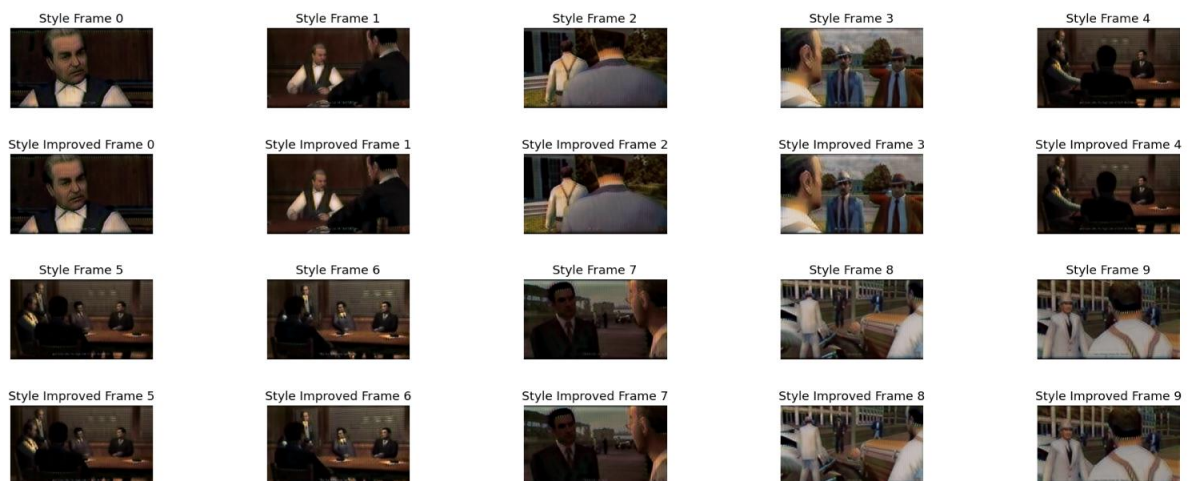 Style Frame 0
Style Frame 1
Style Frame 2
Style Frame 3
Style Frame 4
Style Improved Frame 0
Style Improved Frame 1
Style Improved Frame 2
Style Improved Frame 3
Style Improved Frame 4
Style Frame 5
Style Frame 6
Style Frame 7
Style Frame 8
Style Frame 9
Style Improved Frame 5
Style Improved Frame 6
Style Improved Frame 7
Style Improved Frame 8
Style Improved Frame 9